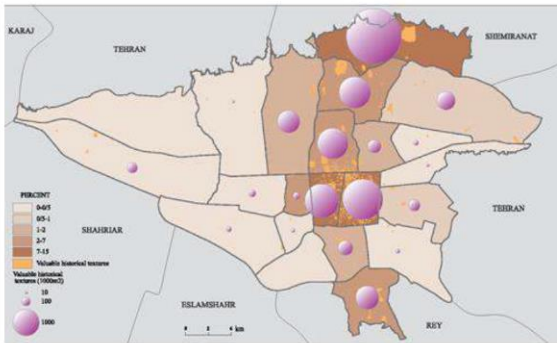 KARAJ
TEHRAN
SHEMIRANAT
PERCENT
0-0/5
0/5-1
1-2
2-7
7-15
Valuable historical textures
Valuable historical
textures (1000m2)
10
100
1000
SHAHRIAR
TEHRAN
ESLAMSHAHR
0 2 6 km
REY